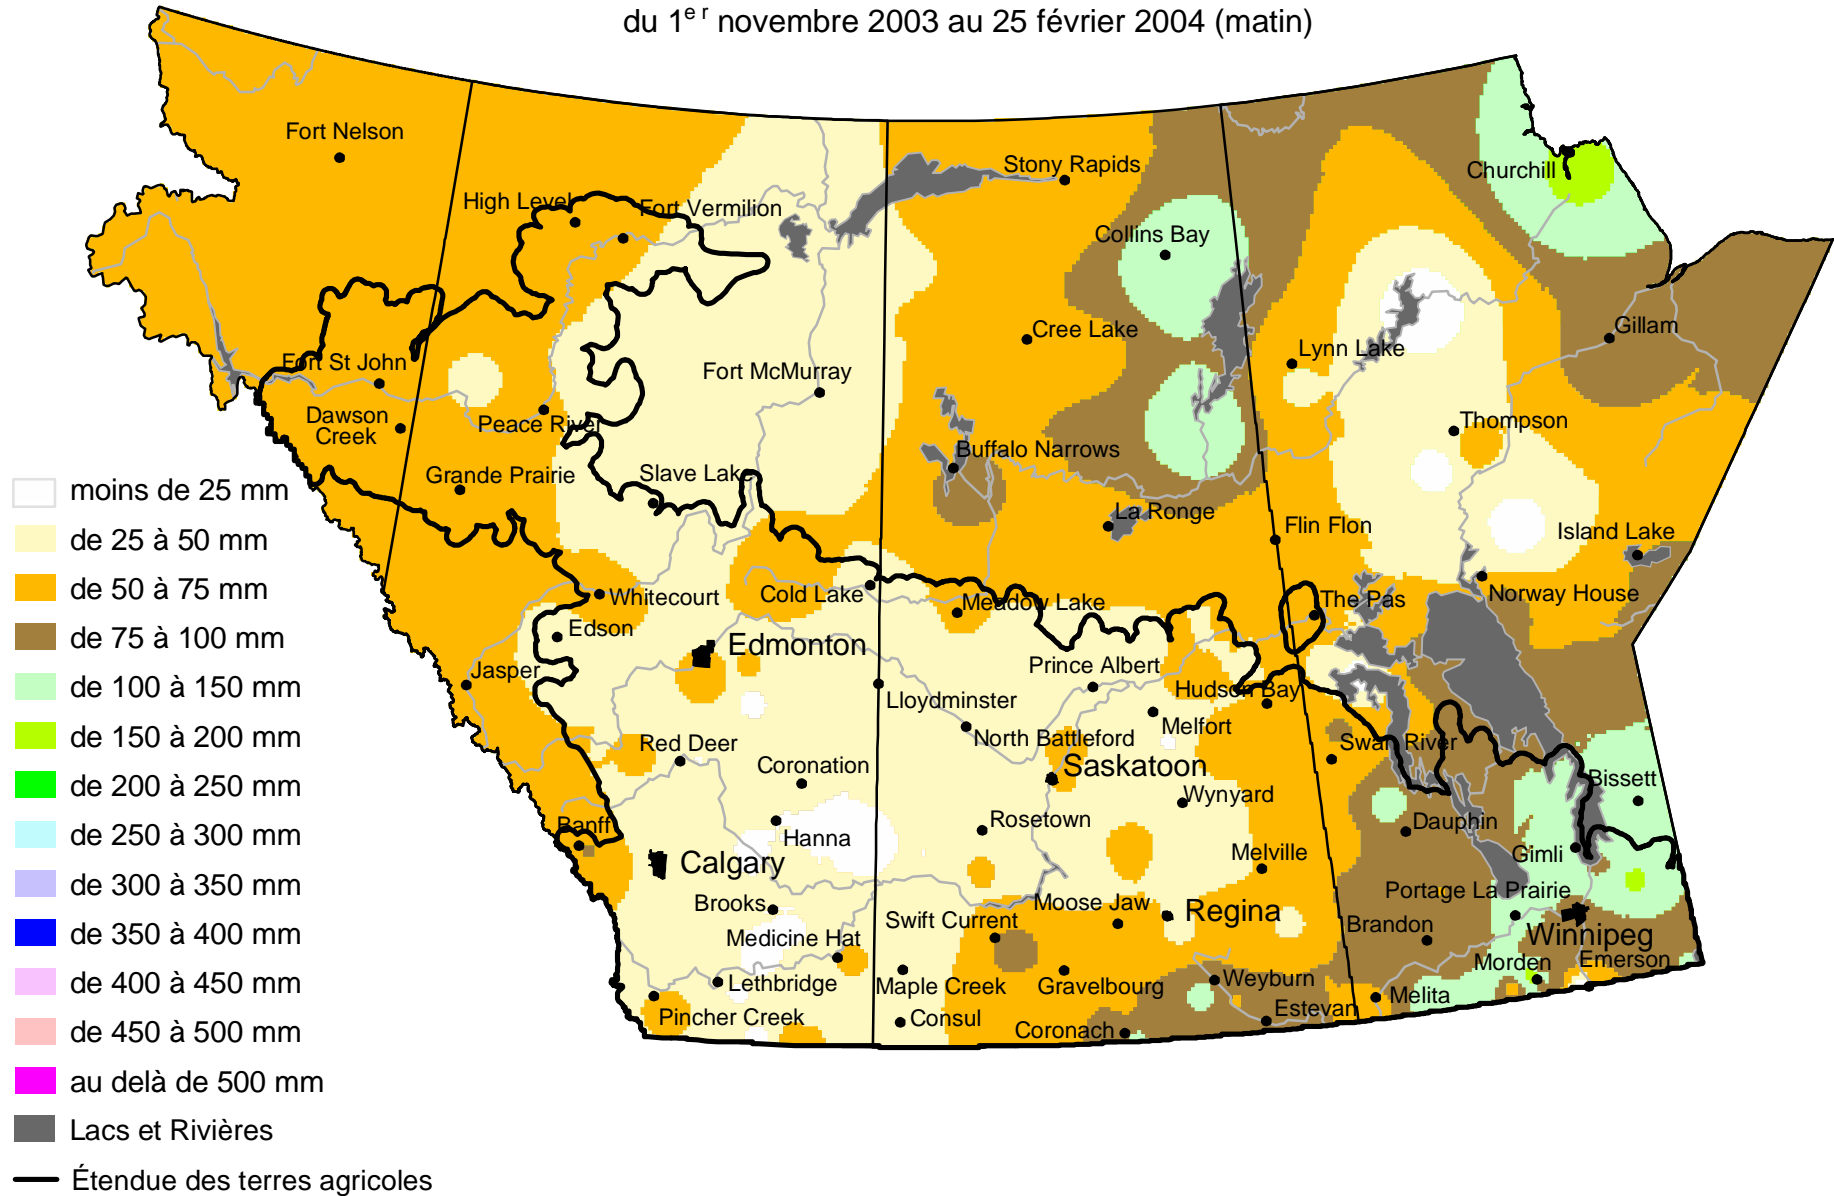 du 1er novembre 2003 au 25 février 2004 (matin)
Fort Nelson
Stony Rapids
Churchill
High Level
Fort Vermilion
Collins Bay
Cree Lake
Gillam
Lynn Lake
Fort St John
Fort McMurray
Dawson
Creek
Peace River
Thompson
Buffalo Narrows
Grande Prairie
Slave Lake
La Ronge
Flin Flon
Island Lake
Whitecourt
Cold Lake
Meadow Lake
The Pas
Norway House
Edson
Edmonton
Jasper
Prince Albert
Hudson Bay
Lloydminster
Melfort
North Battleford
Red Deer
Swan River
Coronation
Saskatoon
Bissett
Wynyard
Banff
Hanna
Rosetown
Dauphin
Calgary
Melville
Gimli
Brooks
Moose Jaw
Portage La Prairie
Swift Current
Regina
Brandon
Medicine Hat
Winnipeg
Morden
Emerson
Lethbridge
Maple Creek
Gravelbourg
Weyburn
Melita
Pincher Creek
Consul
Coronach
Estevan
moins de 25 mm
de 25 à 50 mm
de 50 à 75 mm
de 75 à 100 mm
de 100 à 150 mm
de 150 à 200 mm
de 200 à 250 mm
de 250 à 300 mm
de 300 à 350 mm
de 350 à 400 mm
de 400 à 450 mm
de 450 à 500 mm
au delà de 500 mm
Lacs et Rivières
Étendue des terres agricoles